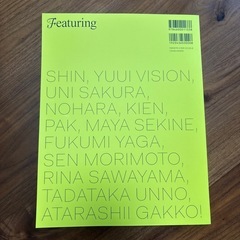 Featuring
SHIN, YUUI VISION,
UNI SAKURA,
NOHARA, KIEN,
PAK, MAYA SEKINE,
FUKUMI YAGA,
SEN MORIMOTO,
RINA SAWAYAMA,
TADATAKA UNNO,
ATARASHII GAKKO!